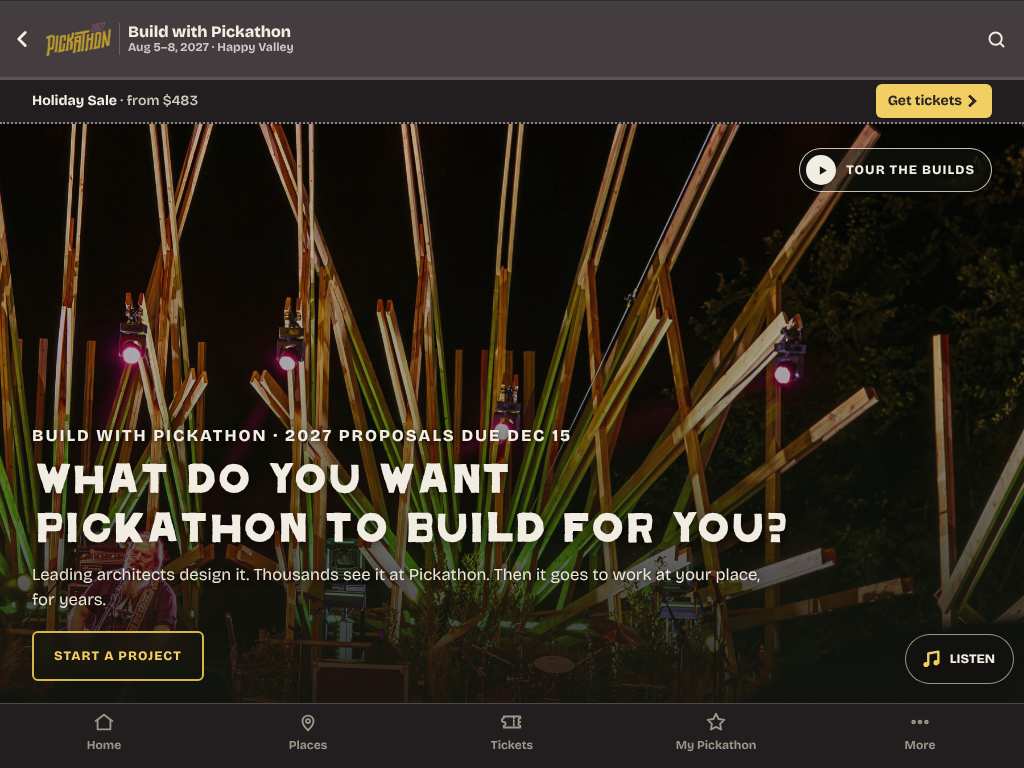 PICKATHON
Build with Pickathon
Aug 5–8, 2027 · Happy Valley
Holiday Sale · from $483
Get tickets
TOUR THE BUILDS
BUILD WITH PICKATHON · 2027 PROPOSALS DUE DEC 15
WHAT DO YOU WANT
PICKATHON TO BUILD FOR YOU?
Leading architects design it. Thousands see it at Pickathon. Then it goes to work at your place,
for years.
START A PROJECT
LISTEN
Home
Places
Tickets
My Pickathon
More